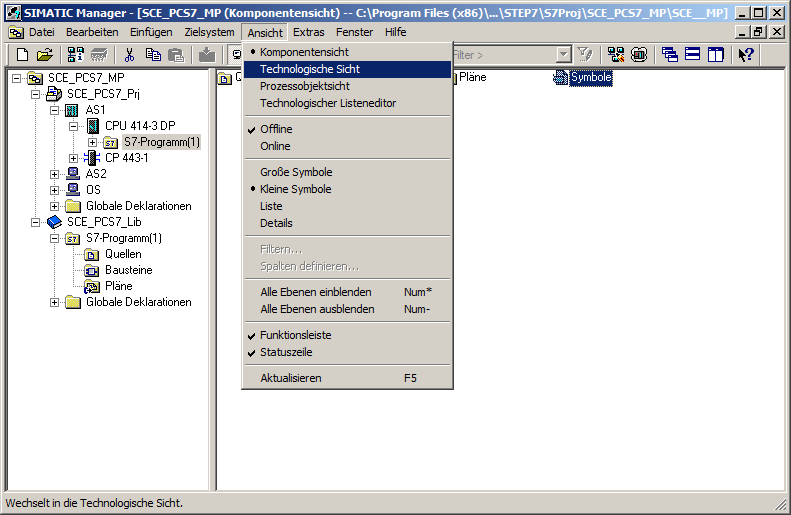 SIMATIC Manager - [SCE_PCS7_MP (Komponentensicht) -- C:\Program Files (x86)\...\STEP7\S7Proj\SCE_PCS7_MP\SCE__MP]
Datei Bearbeiten Einfügen Zielsystem Ansicht Extras Fenster Hilfe
Filter >
SCE_PCS7_MP
SCE_PCS7_Prj
AS1
CPU 414-3 DP
S7-Programm(1)
CP 443-1
AS2
OS
Globale Deklarationen
SCE_PCS7_Lib
S7-Programm(1)
Quellen
Bausteine
Pläne
Globale Deklarationen
Komponentensicht
Technologische Sicht
Prozessobjektsicht
Technologischer Listeneditor
Offline
Online
Große Symbole
Kleine Symbole
Liste
Details
Filtern...
Spalten definieren...
Alle Ebenen einblenden Num*
Alle Ebenen ausblenden Num-
Funktionsleiste
Statuszeile
Aktualisieren F5
Pläne Symbole
Wechselt in die Technologische Sicht.